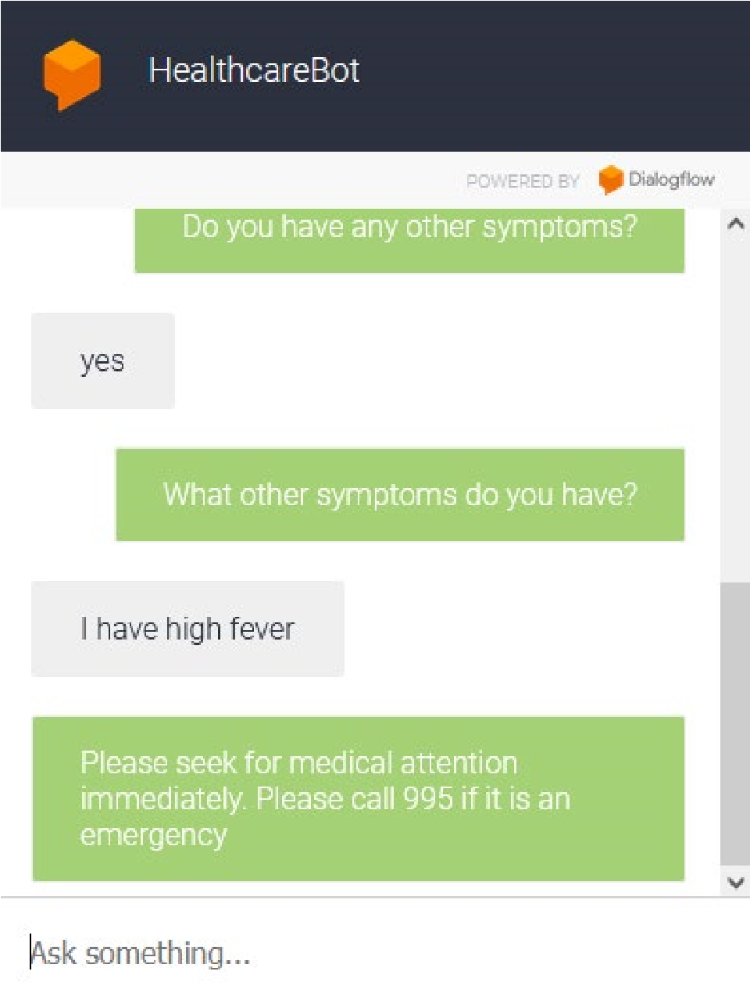 HealthcareBot
POWERED BY Dialogflow
Do you have any other symptoms?
yes
What other symptoms do you have?
I have high fever
Please seek for medical attention
immediately. Please call 995 if it is an
emergency
Ask something...